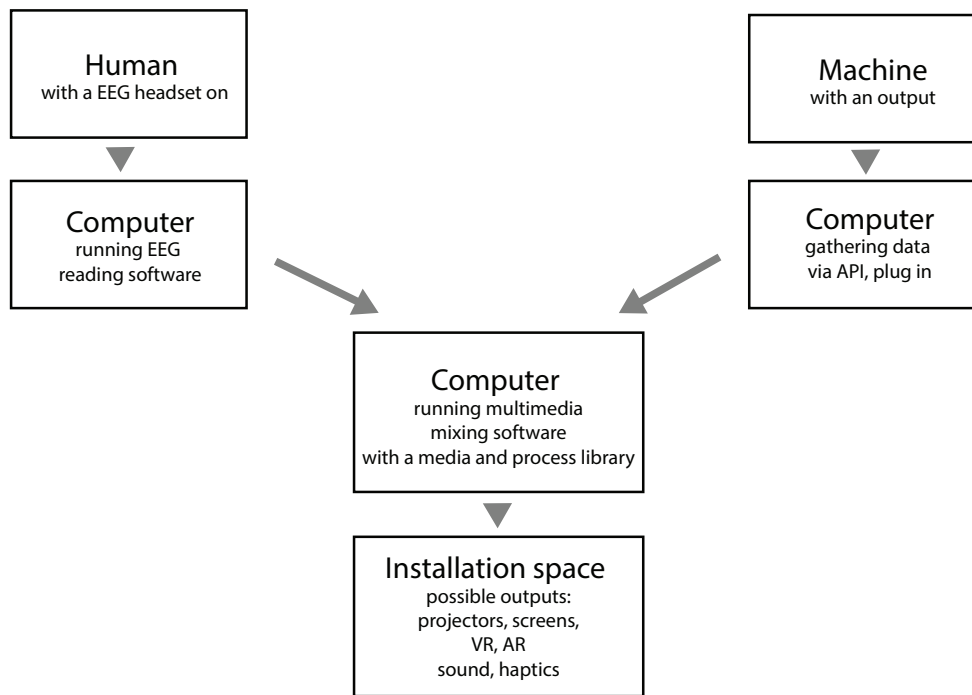 Human
with a EEG headset on
Machine
with an output
Computer
running EEG
reading software
Computer
gathering data
via API, plug in
Computer
running multimedia
mixing software
with a media and process library
Installation space
possible outputs:
projectors, screens,
VR, AR
sound, haptics